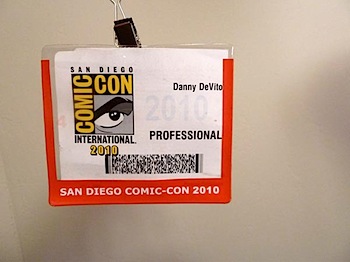 SAN DIEGO
COMIC CON
INTERNATIONAL.
2010
Danny DeVito
2010
PROFESSIONAL
SAN DIEGO COMIC-CON 2010